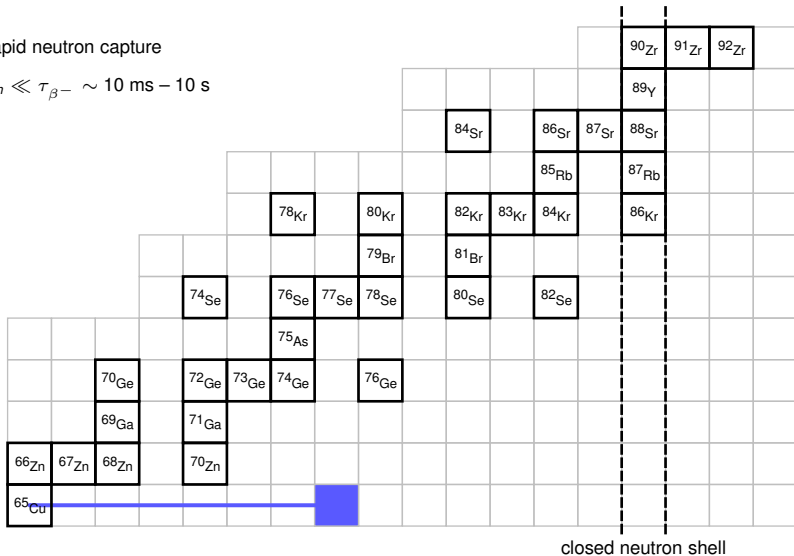 apid neutron capture
n ≪ τβ− ∼ 10 ms – 10 s
90Zr 91Zr 92Zr
89Y
84Sr 86Sr 87Sr 88Sr
85Rb 87Rb
78Kr 80Kr 82Kr 83Kr 84Kr 86Kr
79Br 81Br
74Se 76Se 77Se 78Se 80Se 82Se
75As
70Ge 72Ge 73Ge 74Ge 76Ge
69Ga 71Ga
66Zn 67Zn 68Zn 70Zn
65Cu
closed neutron shell